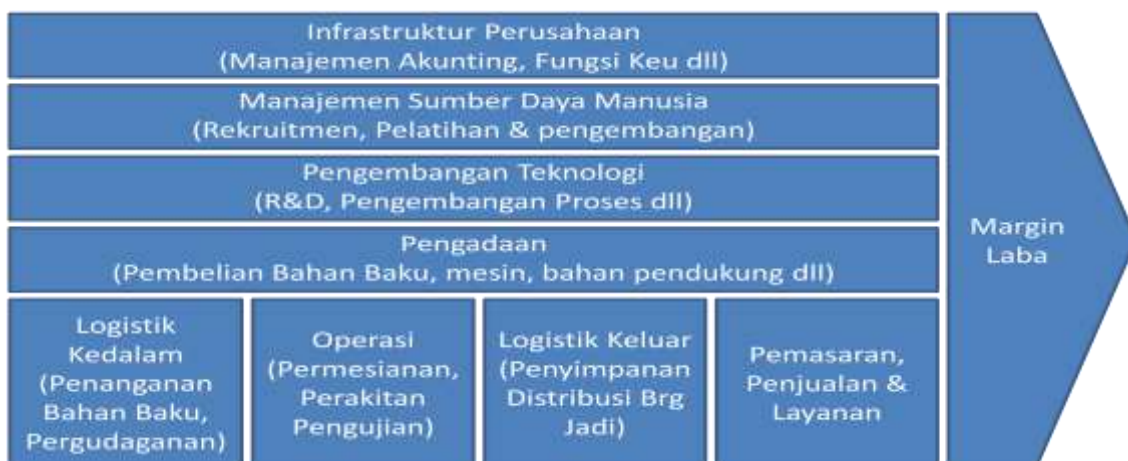 Infrastruktur Perusahaan
(Manajemen Akunting, Fungsi Keu dll)
Manajemen Sumber Daya Manusia
(Rekruitmen, Pelatihan & pengembangan)
Pengembangan Teknologi
(R&D, Pengembangan Proses dll)
Pengadaan
(Pembelian Bahan Baku, mesin, bahan pendukung dll)
Logistik
Kedalam
(Penanganan
Bahan Baku,
Pergudaganan)
Operasi
(Permesianan,
Perakitan
Pengujian)
Logistik Keluar
(Penyimpanan
Distribusi Brg
Jadi)
Pemasaran,
Penjualan &
Layanan
Margin
Laba